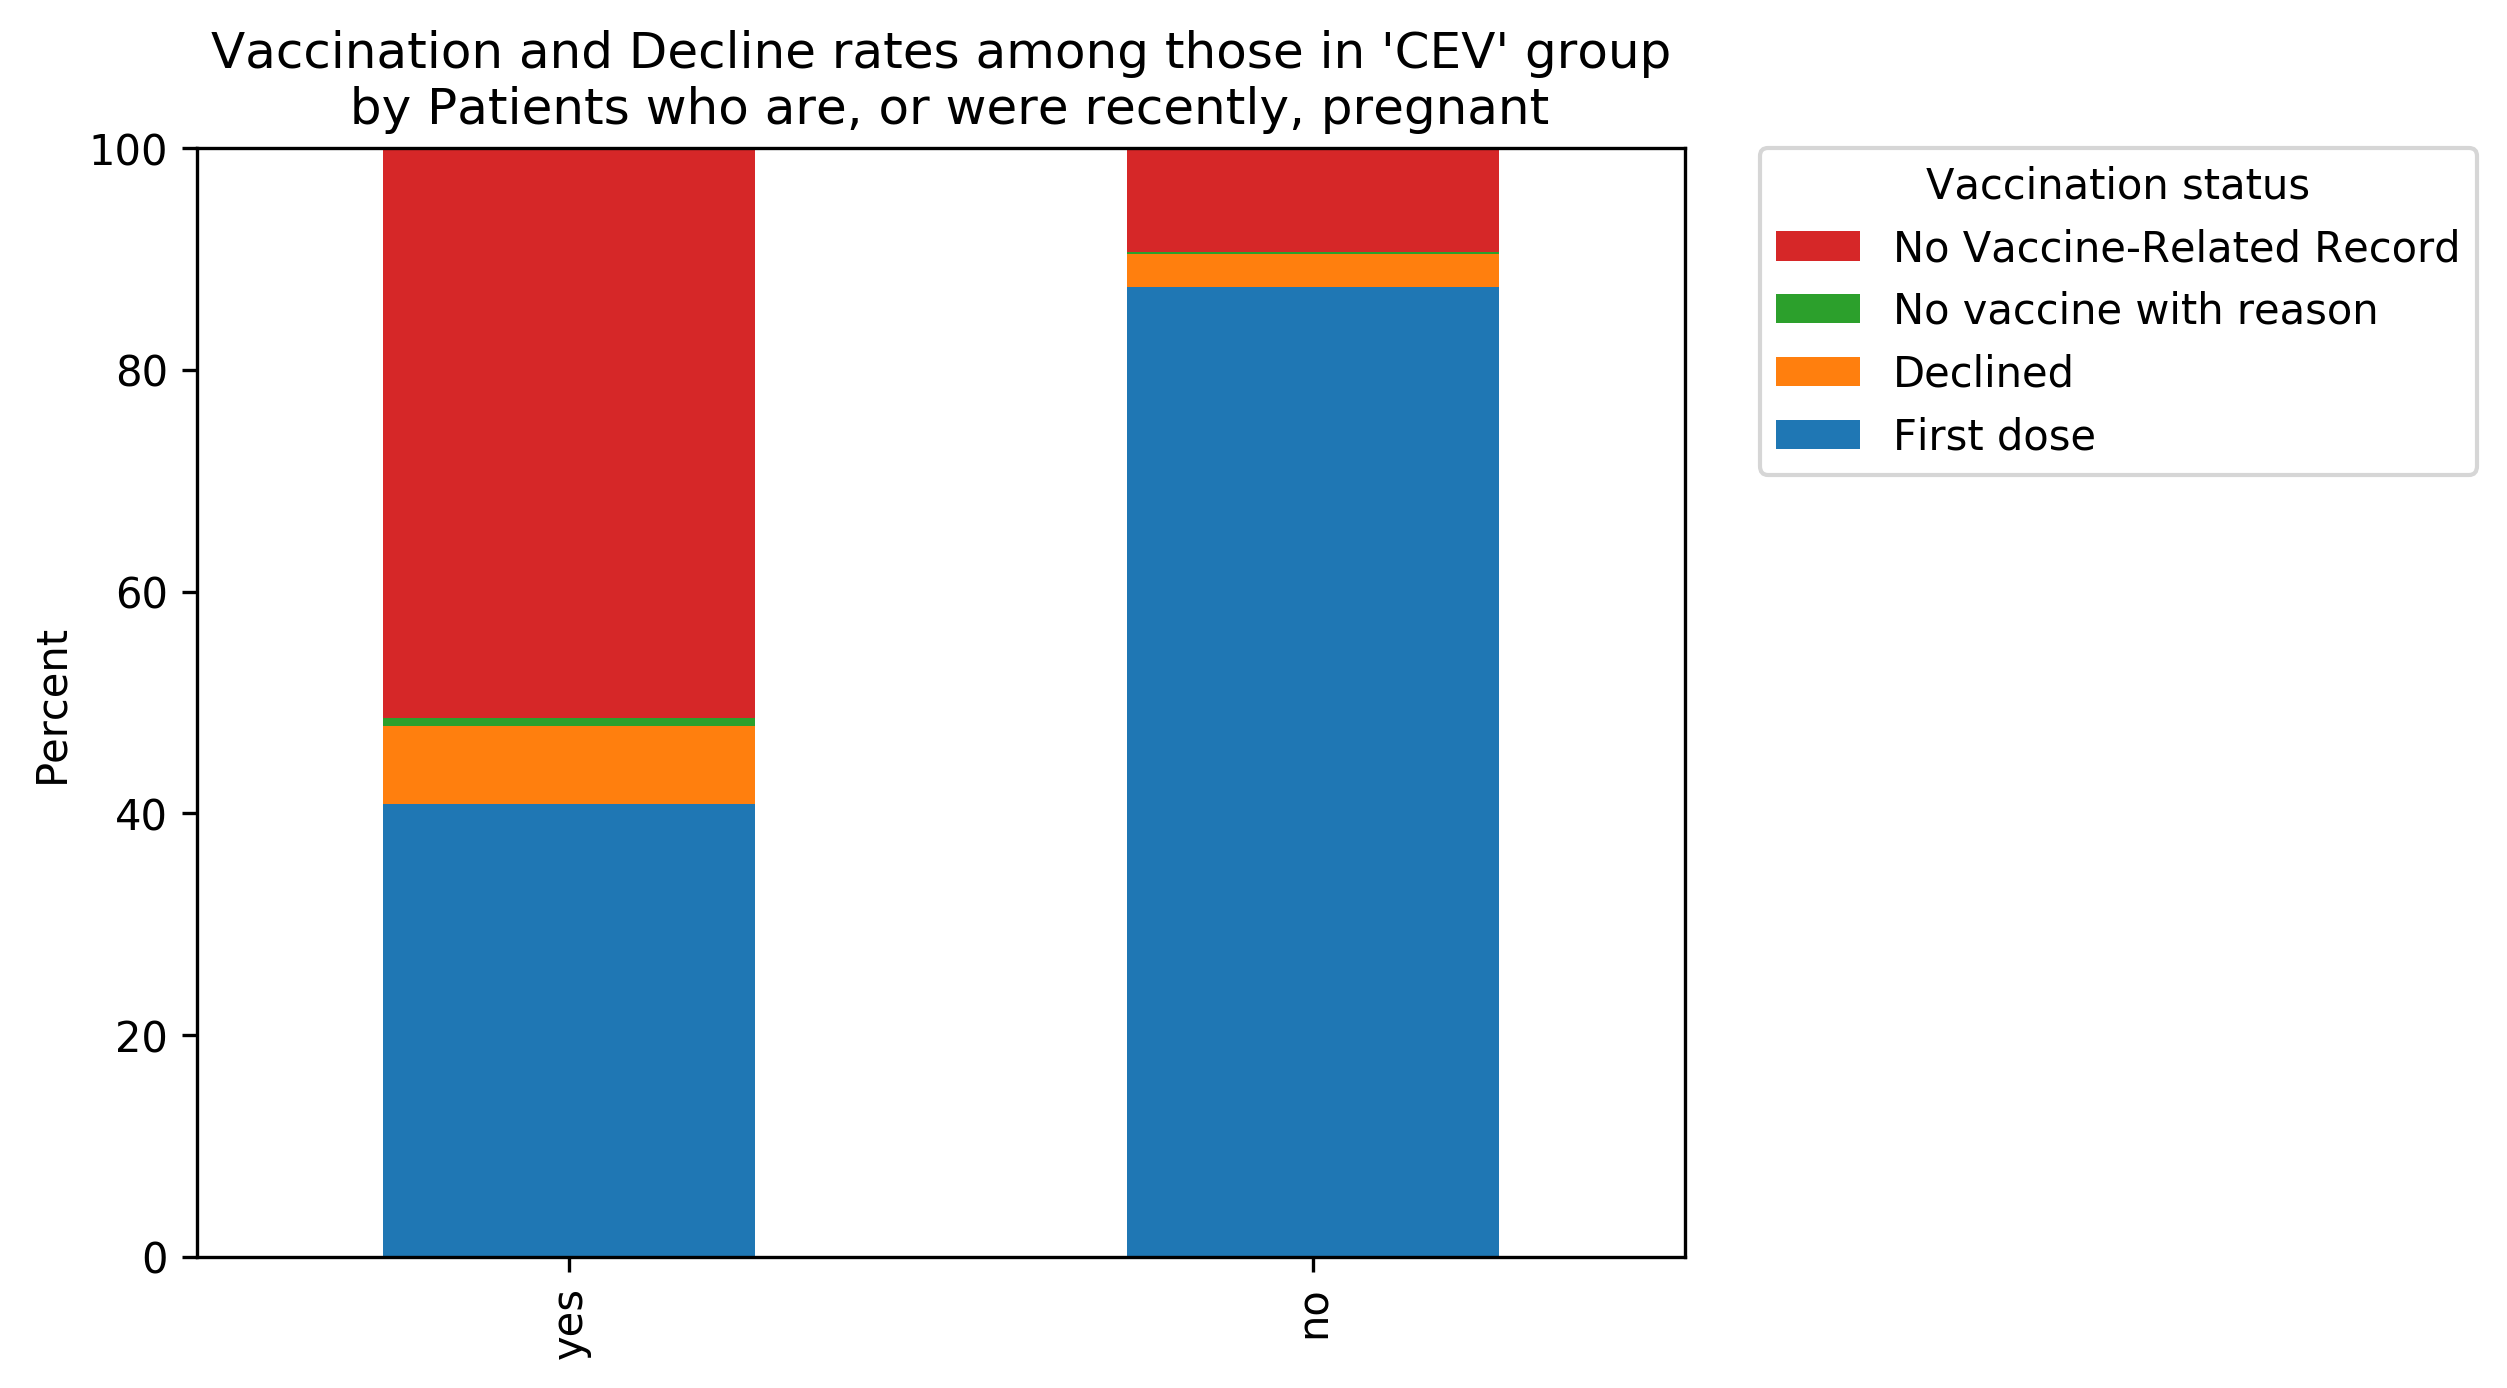 Vaccination and Decline rates among those in 'CEV' group
by Patients who are, or were recently, pregnant
100
80
60
40
20
0
Percent
yes
no
Vaccination status
No Vaccine-Related Record
No vaccine with reason
Declined
First dose